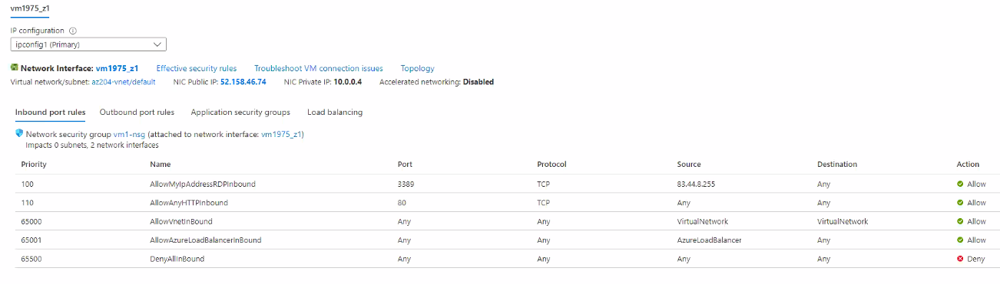 vm1975_z1
IP configuration
ipconfig1 (Primary)
Network Interface: vm1975_z1 Effective security rules Troubleshoot VM connection issues Topology
Virtual network/subnet: az204-vnet/default NIC Public IP: 52.158.46.74 NIC Private IP: 10.0.0.4 Accelerated networking: Disabled
Inbound port rules Outbound port rules Application security groups Load balancing
Network security group vm1-nsg (attached to network interface: vm1975_z1)
Impacts 0 subnets, 2 network interfaces
Priority Name Port Protocol Source Destination Action
100 AllowMyIpAddressRDPInbound 3389 TCP 83.44.8.255 Any Allow
110 AllowAnyHTTPInbound 80 TCP Any Any Allow
65000 AllowVnetInBound Any Any VirtualNetwork VirtualNetwork Allow
65001 AllowAzureLoadBalancerInBound Any Any AzureLoadBalancer Any Allow
65500 DenyAllInBound Any Any Any Any Deny